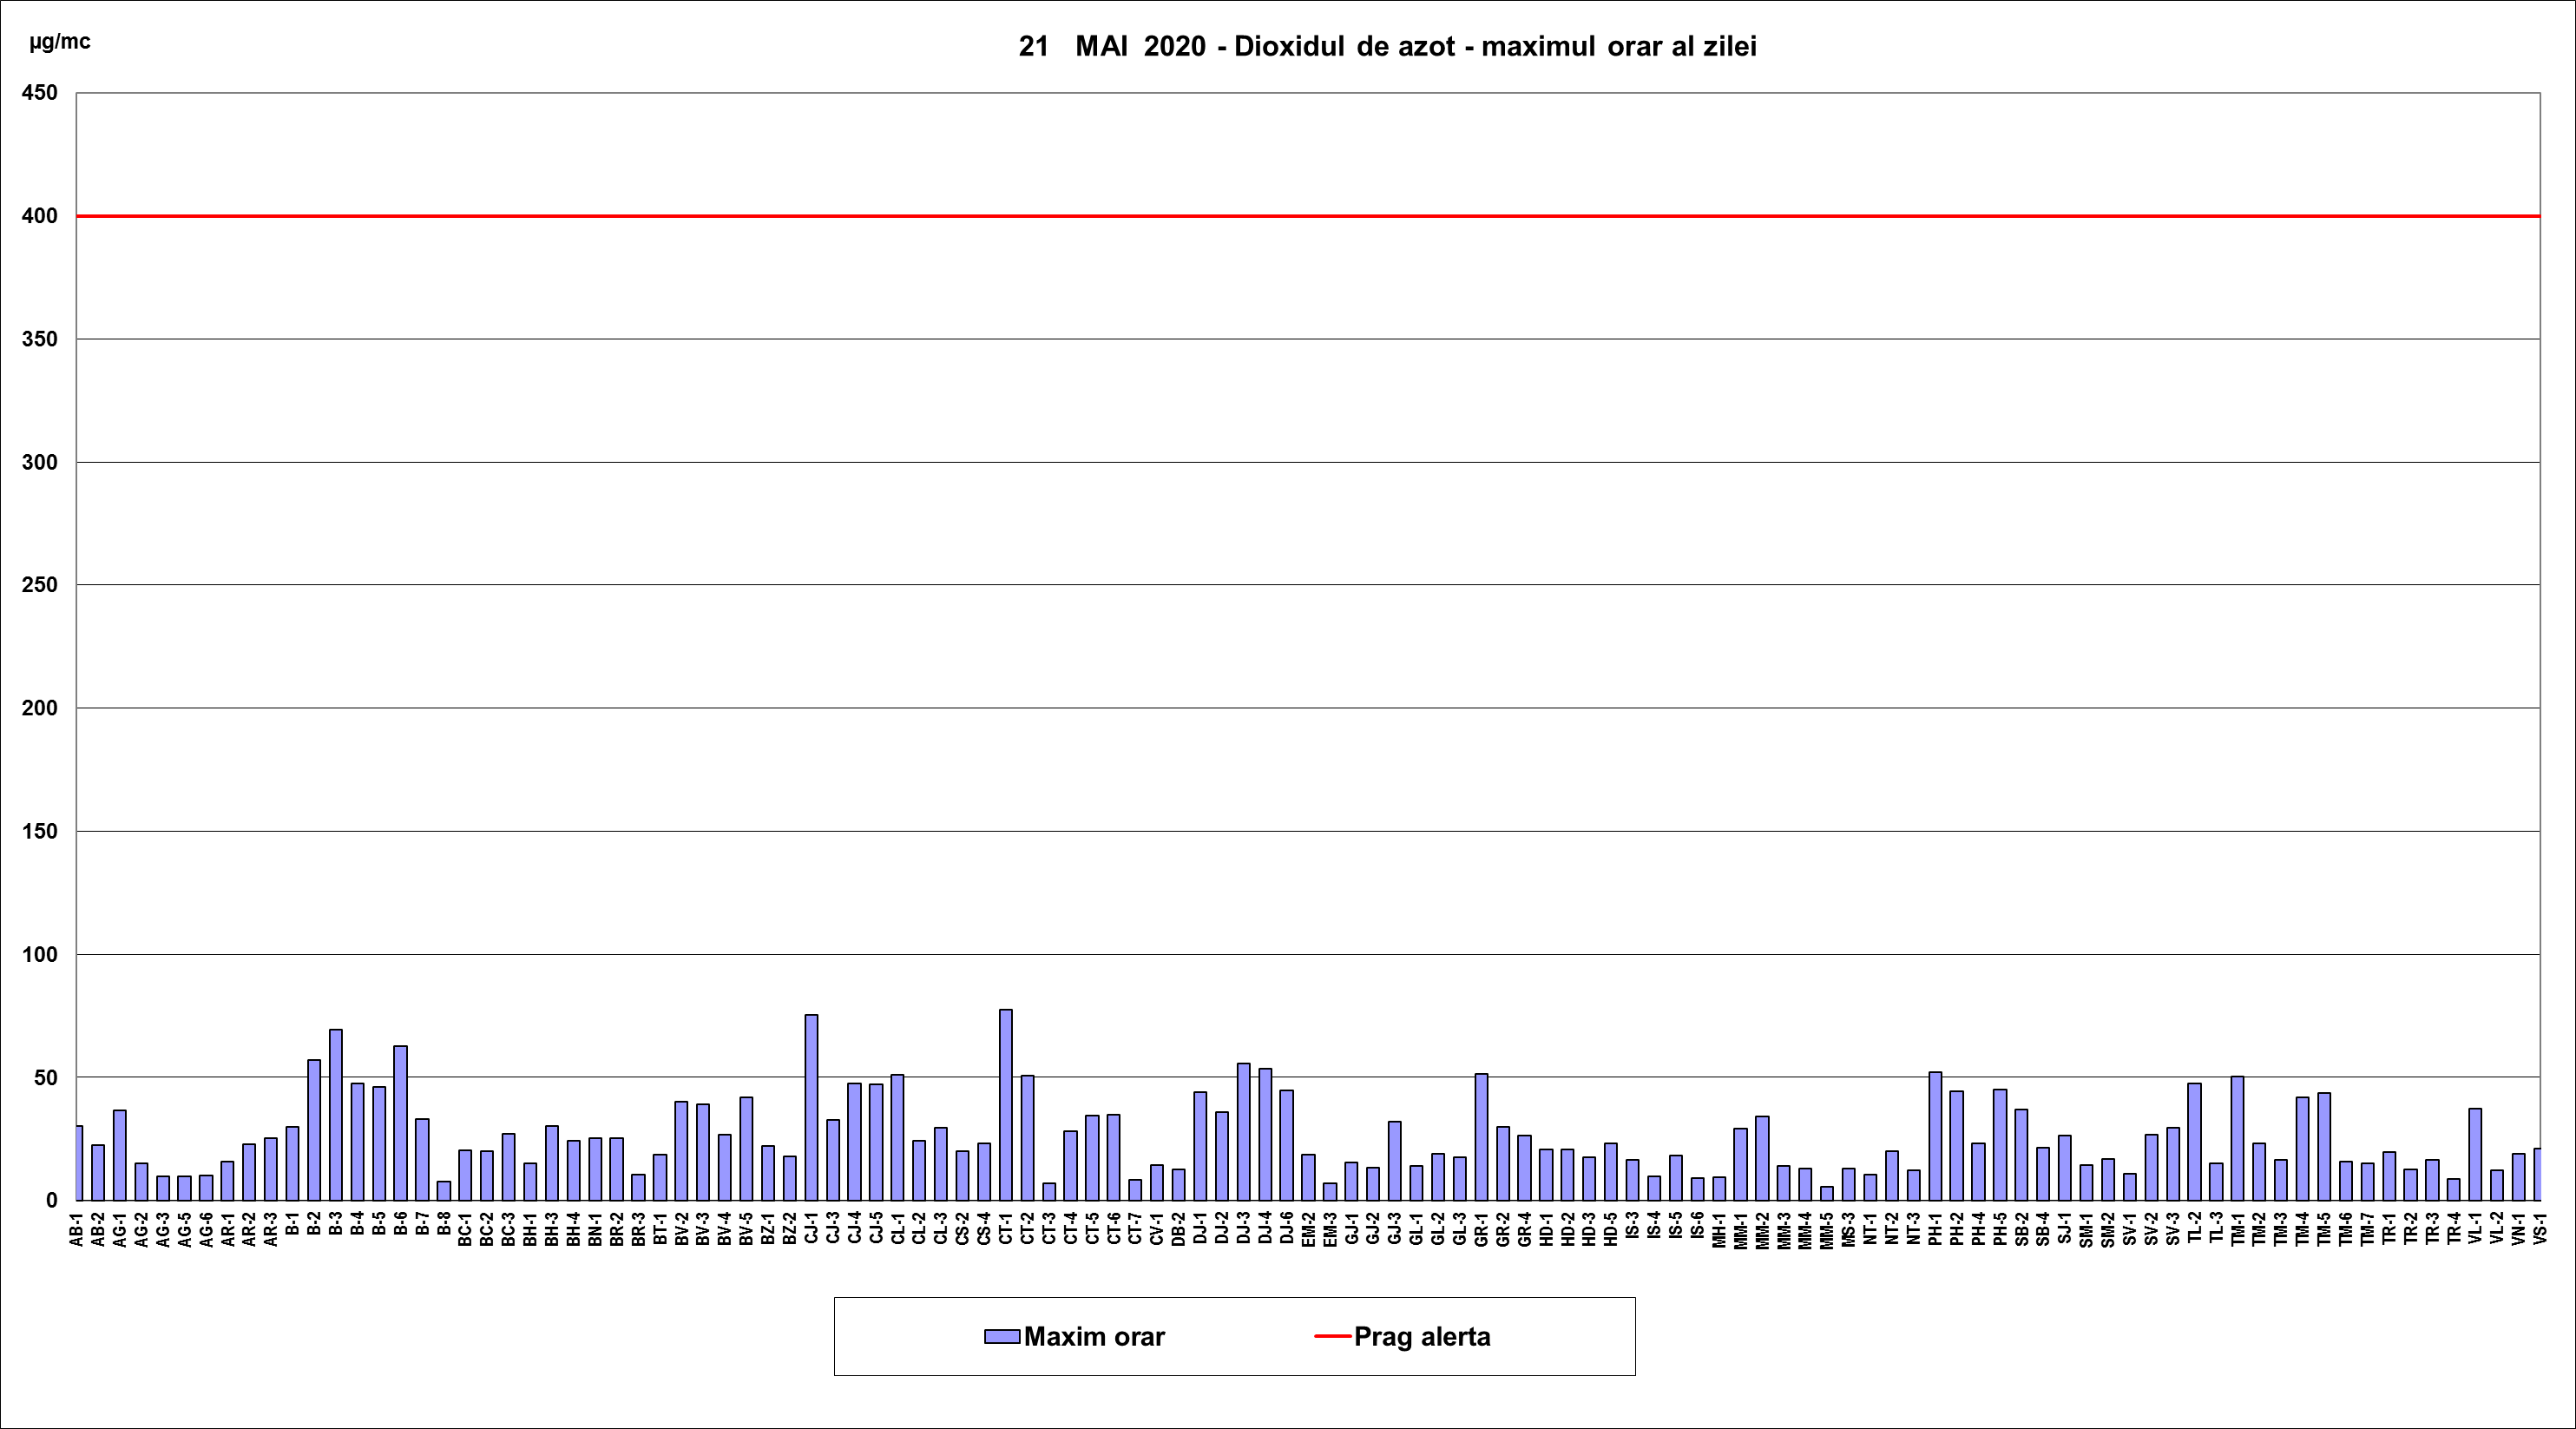 µg/mc
21 MAI 2020 - Dioxidul de azot - maximul orar al zilei
450
400
350
300
250
200
150
100
50
0
AB-1 AB-2 AG-1 AG-2 AG-3 AG-5 AG-6 AR-1 AR-2 AR-3 B-1 B-2 B-3 B-4 B-5 B-6 B-7 B-8 BC-1 BC-2 BC-3 BH-1 BH-3 BH-4 BN-1 BR-2 BR-3 BT-1 BV-2 BV-3 BV-4 BV-5 BZ-1 BZ-2 CJ-1 CJ-3 CJ-4 CJ-5 CL-1 CL-2 CL-3 CS-2 CS-4 CT-1 CT-2 CT-3 CT-4 CT-5 CT-6 CT-7 CV-1 DB-2 DJ-1 DJ-2 DJ-3 DJ-4 DJ-6 EM-2 EM-3 GJ-1 GJ-2 GJ-3 GL-1 GL-2 GL-3 GR-1 GR-2 GR-4 HD-1 HD-2 HD-3 HD-5 IS-3 IS-4 IS-5 IS-6 MH-1 MM-1 MM-2 MM-3 MM-4 MM-5 MS-3 NT-1 NT-2 NT-3 PH-1 PH-2 PH-4 PH-5 SB-2 SB-4 SJ-1 SM-1 SM-2 SV-1 SV-2 SV-3 TL-2 TL-3 TM-1 TM-2 TM-3 TM-4 TM-5 TM-6 TM-7 TR-1 TR-2 TR-3 TR-4 VL-1 VL-2 VN-1 VS-1
Maxim orar Prag alerta